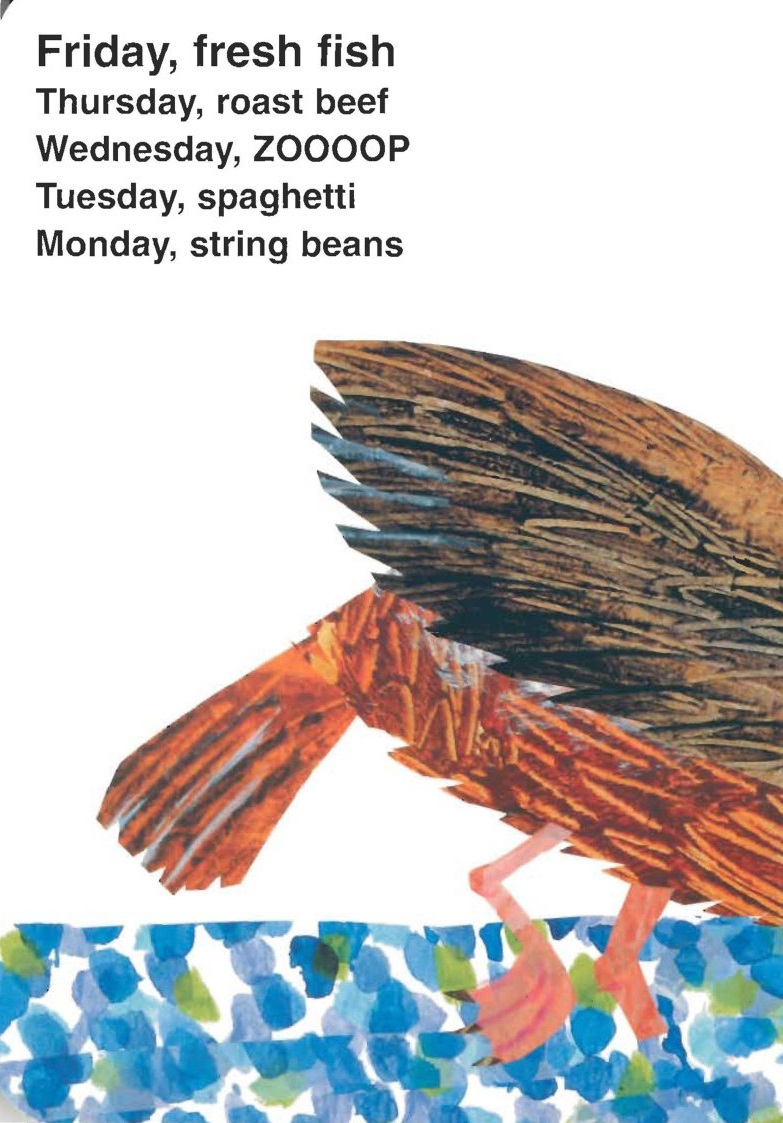 Friday, fresh fish
Thursday, roast beef
Wednesday, ZOOOOP
Tuesday, spaghetti
Monday, string beans